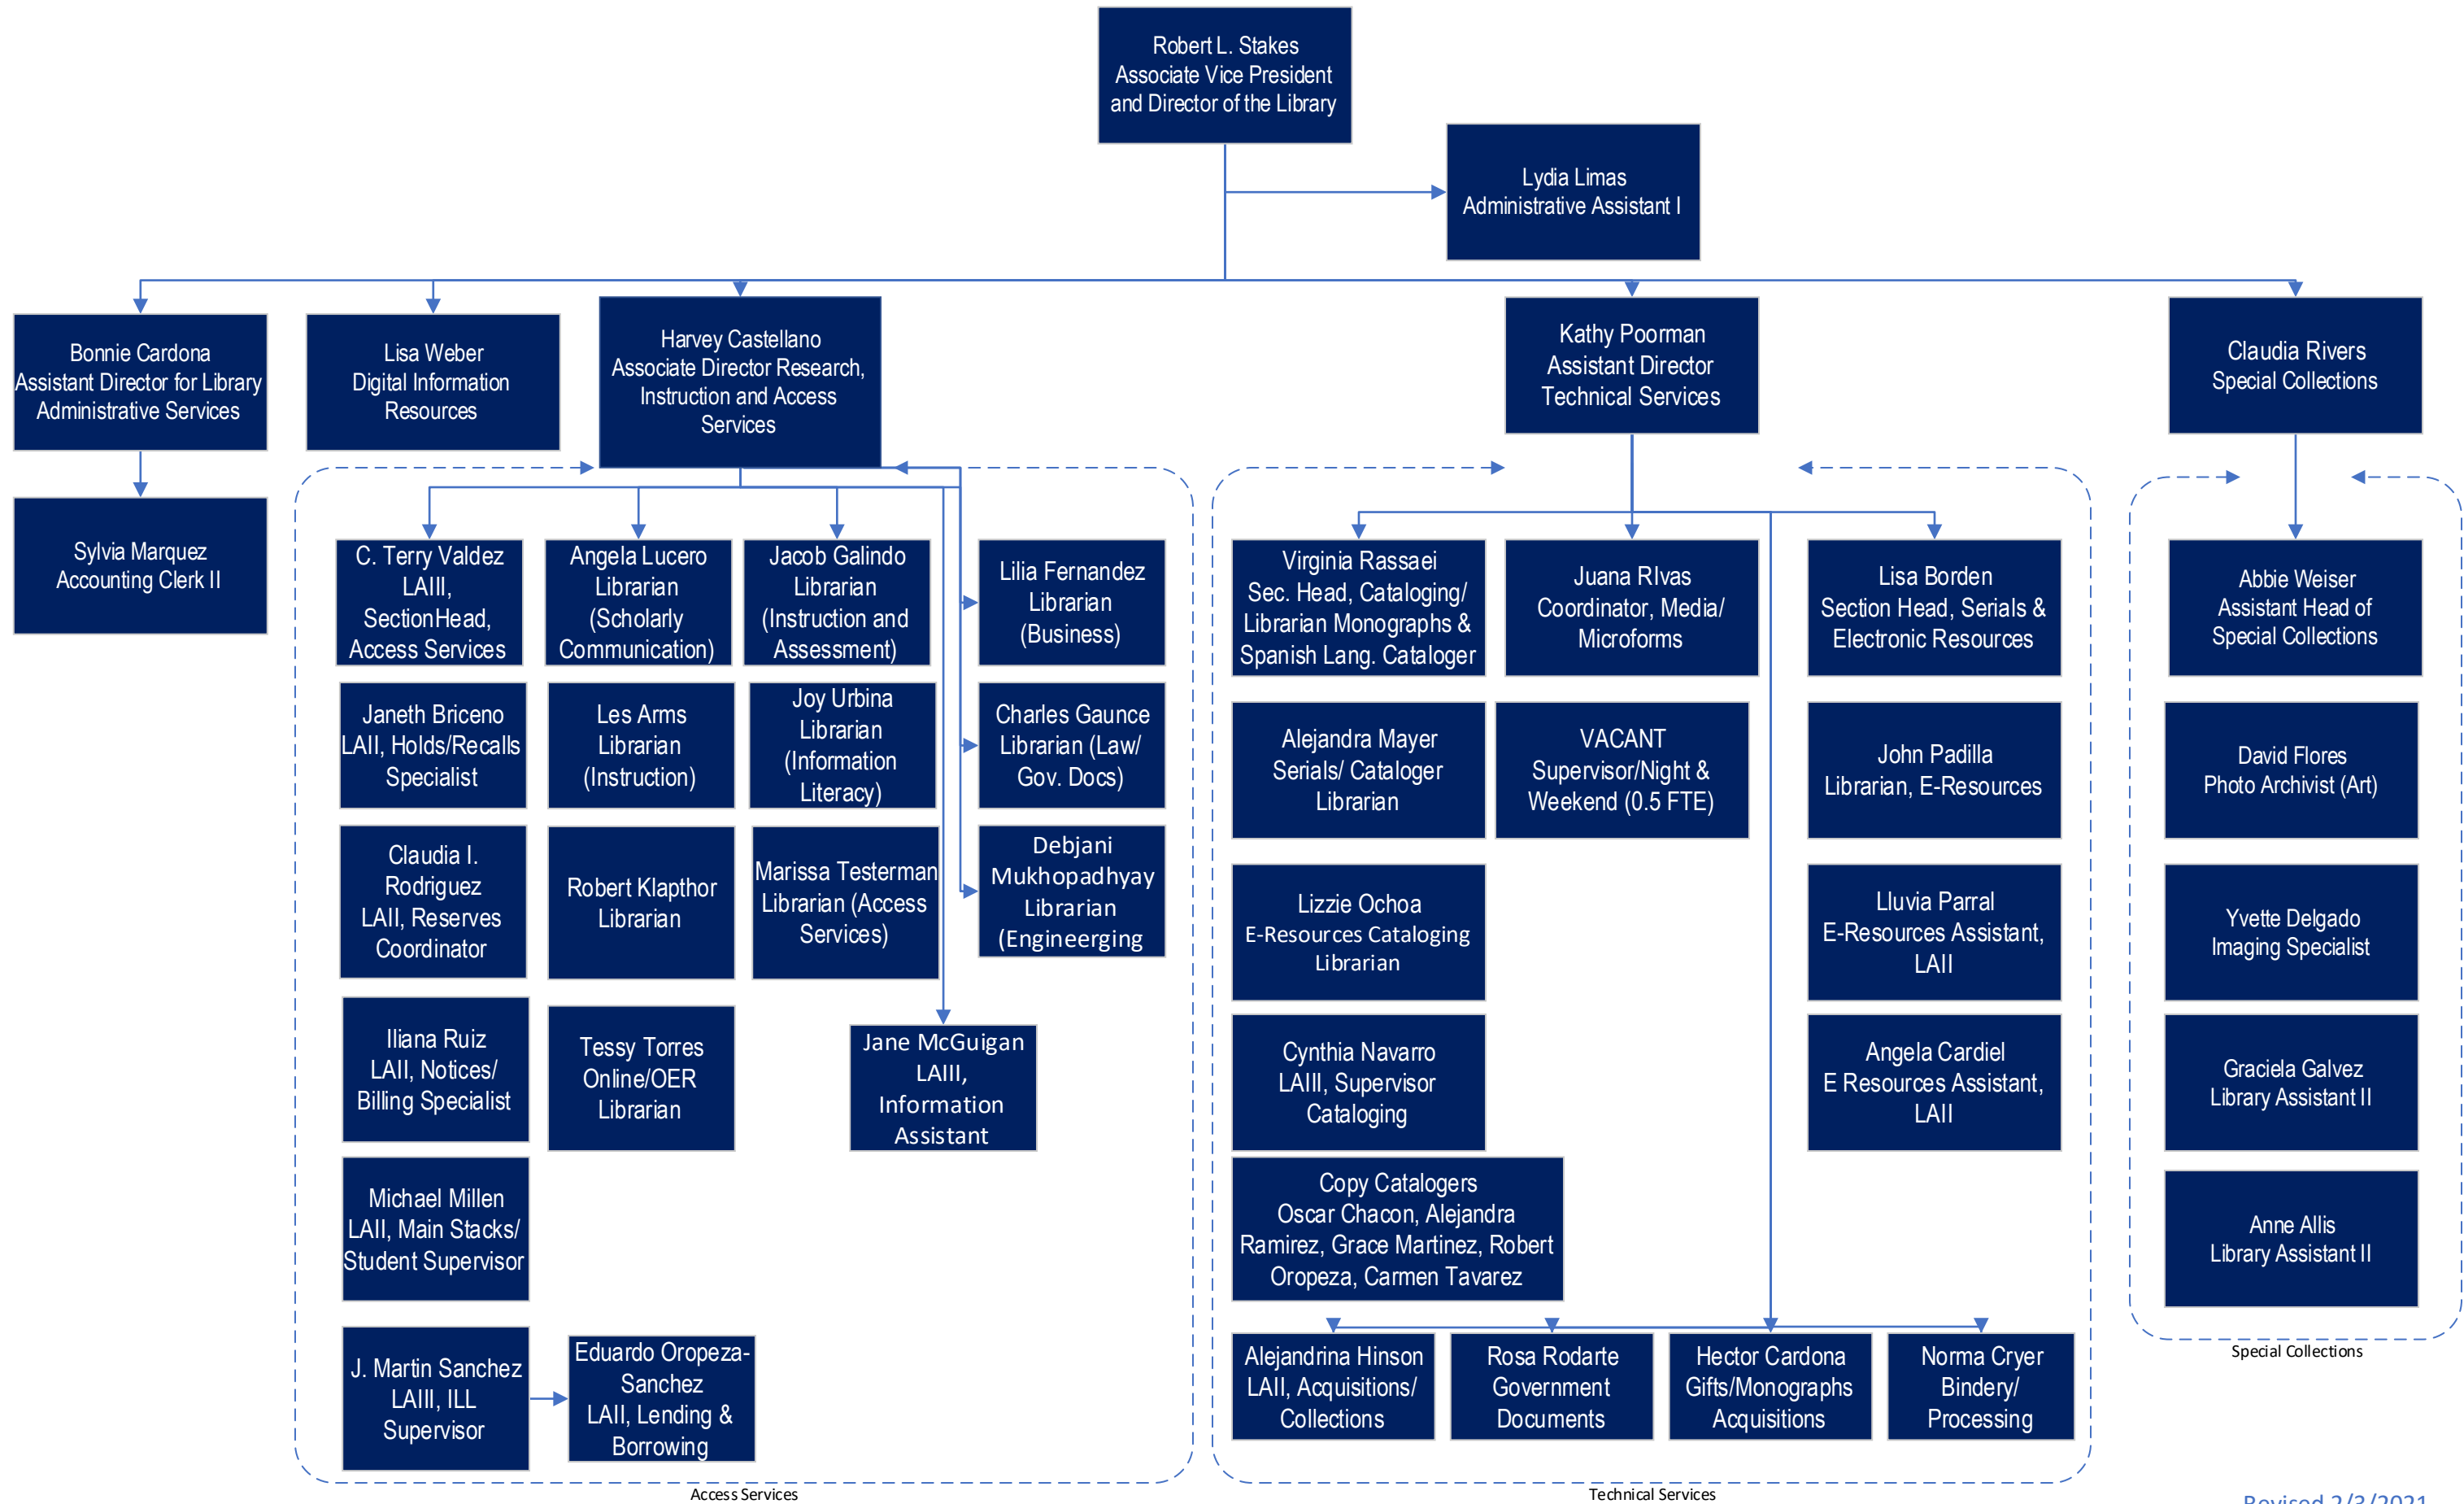 Robert L. Stakes
Associate Vice President
and Director of the Library
Lydia Limas
Administrative Assistant I
Bonnie Cardona
Assistant Director for Library
Administrative Services
Lisa Weber
Digital Information
Resources
Harvey Castellano
Associate Director Research,
Instruction and Access
Services
Kathy Poorman
Assistant Director
Technical Services
Claudia Rivers
Special Collections
Sylvia Marquez
Accounting Clerk II
C. Terry Valdez
LAIII,
SectionHead,
Access Services
Angela Lucero
Librarian
(Scholarly
Communication)
Jacob Galindo
Librarian
(Instruction and
Assessment)
Lilia Fernandez
Librarian
(Business)
Janeth Briceno
LAII, Holds/Recalls
Specialist
Les Arms
Librarian
(Instruction)
Joy Urbina
Librarian
(Information
Literacy)
Charles Gaunce
Librarian (Law/
Gov. Docs)
Claudia I.
Rodriguez
LAII, Reserves
Coordinator
Robert Klapthor
Librarian
Marissa Testerman
Librarian (Access
Services)
Debjani
Mukhopadhyay
Librarian
(Engineerging
Iliana Ruiz
LAII, Notices/
Billing Specialist
Tessy Torres
Online/OER
Librarian
Jane McGuigan
LAIII,
Information
Assistant
Michael Millen
LAII, Main Stacks/
Student Supervisor
J. Martin Sanchez
LAIII, ILL
Supervisor
Eduardo Oropeza-
Sanchez
LAII, Lending &
Borrowing
Access Services
Virginia Rassaei
Sec. Head, Cataloging/
Librarian Monographs &
Spanish Lang. Cataloger
Juana RIvas
Coordinator, Media/
Microforms
Lisa Borden
Section Head, Serials &
Electronic Resources
Alejandra Mayer
Serials/ Cataloger
Librarian
VACANT
Supervisor/Night &
Weekend (0.5 FTE)
John Padilla
Librarian, E-Resources
Lizzie Ochoa
E-Resources Cataloging
Librarian
Lluvia Parral
E-Resources Assistant,
LAII
Cynthia Navarro
LAIII, Supervisor
Cataloging
Angela Cardiel
E Resources Assistant,
LAII
Copy Catalogers
Oscar Chacon, Alejandra
Ramirez, Grace Martinez, Robert
Oropeza, Carmen Tavarez
Alejandrina Hinson
LAII, Acquisitions/
Collections
Rosa Rodarte
Government
Documents
Hector Cardona
Gifts/Monographs
Acquisitions
Norma Cryer
Bindery/
Processing
Technical Services
Abbie Weiser
Assistant Head of
Special Collections
David Flores
Photo Archivist (Art)
Yvette Delgado
Imaging Specialist
Graciela Galvez
Library Assistant II
Anne Allis
Library Assistant II
Special Collections
Revised 2/3/2021